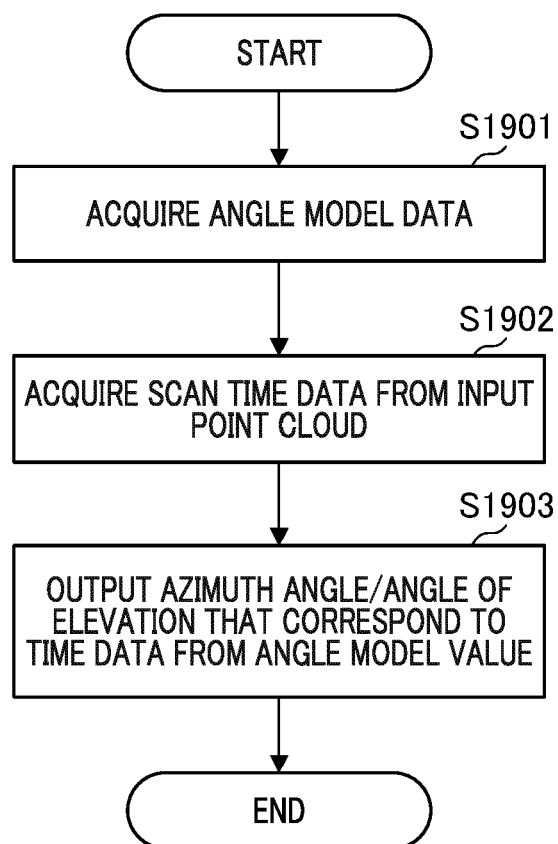 START
S1901
ACQUIRE ANGLE MODEL DATA
S1902
ACQUIRE SCAN TIME DATA FROM INPUT
POINT CLOUD
S1903
OUTPUT AZIMUTH ANGLE/ANGLE OF
ELEVATION THAT CORRESPOND TO
TIME DATA FROM ANGLE MODEL VALUE
END